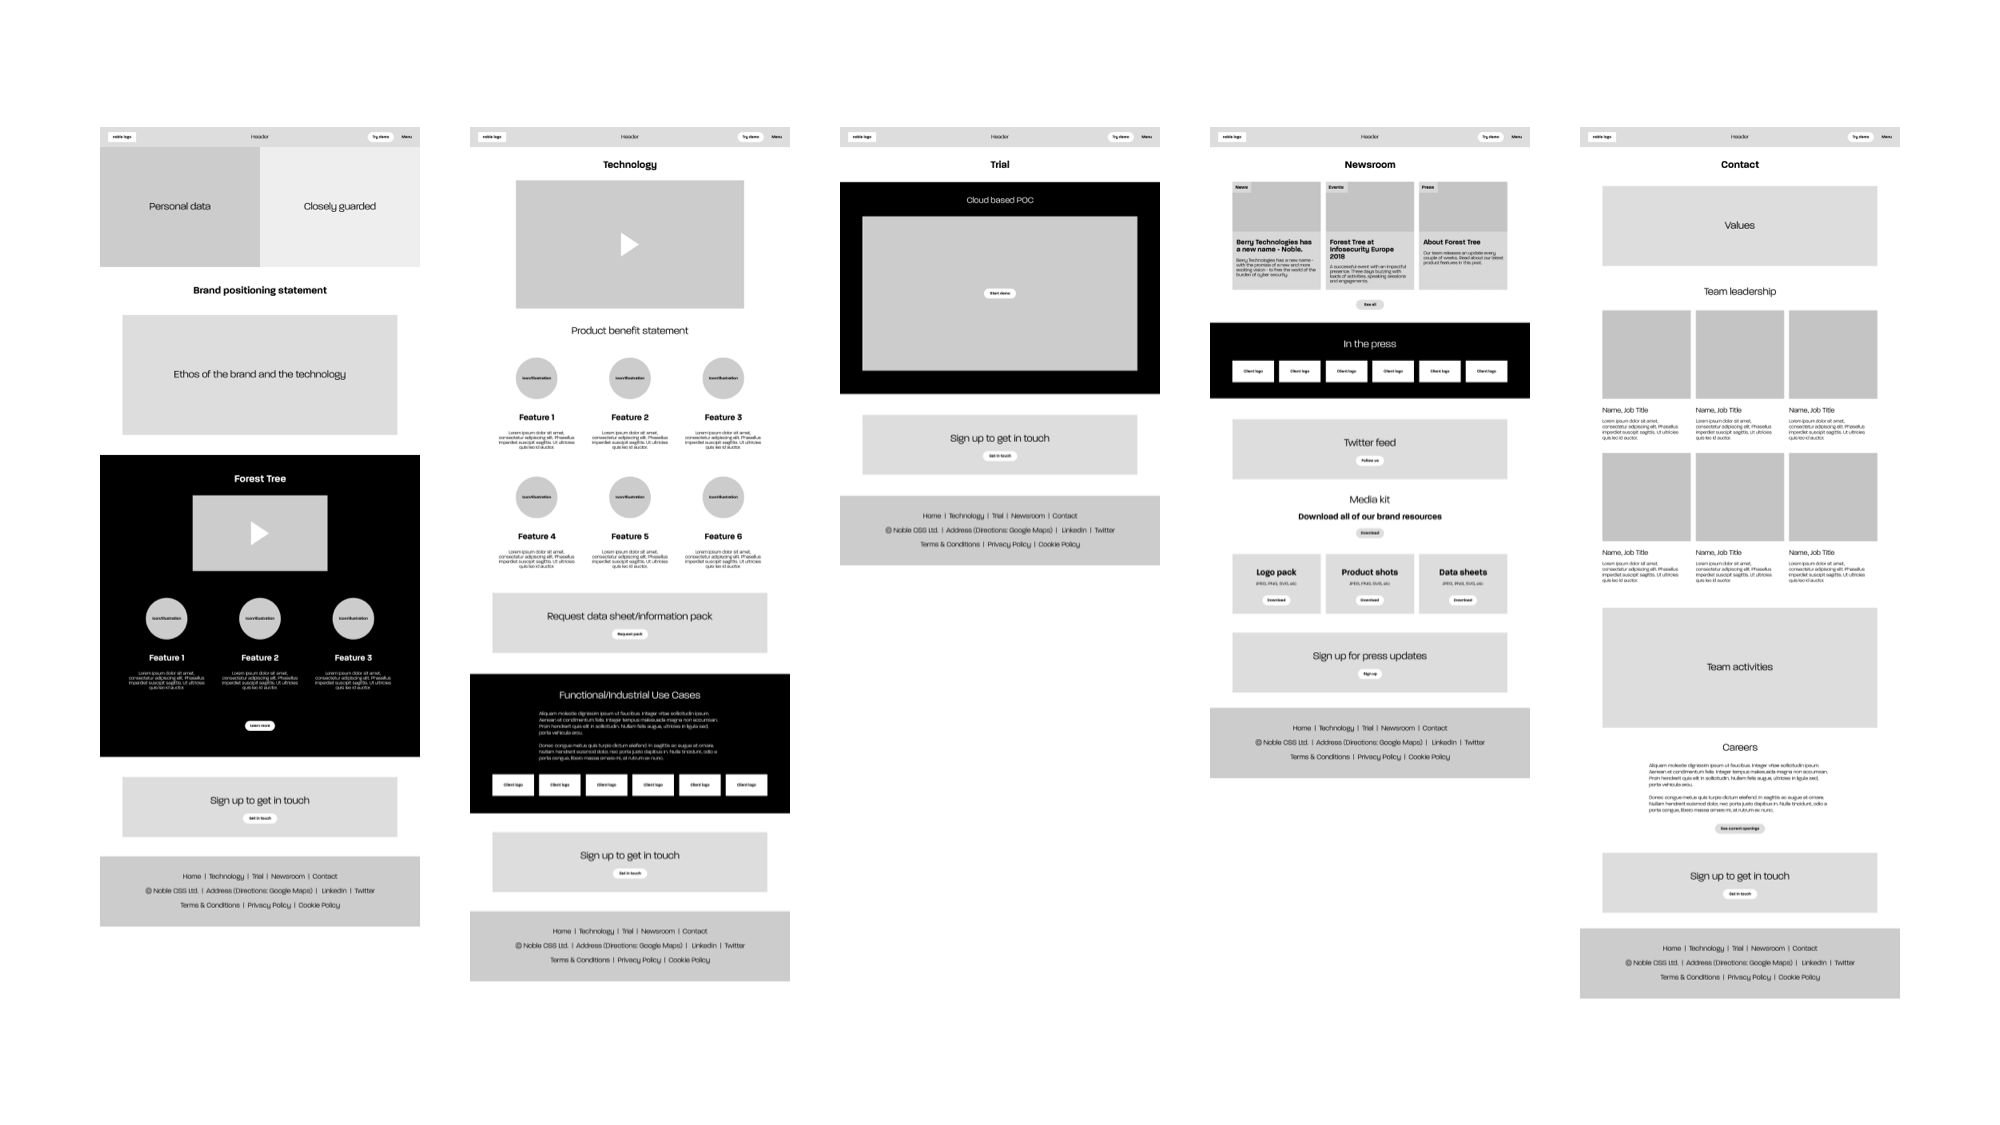 noble logo
Header
Try demo
Menu
Personal data
Closely guarded
Brand positioning statement
Ethos of the brand and the technology
Forest Tree
Icon/Illustration
Icon/Illustration
Icon/Illustration
Feature 1
Feature 2
Feature 3
Lorem ipsum dolor sit amet,
consectetur adipiscing elit. Phasellus
imperdiet suscipit sagittis. Ut ultricies
quis leo id auctor.
Lorem ipsum dolor sit amet,
consectetur adipiscing elit. Phasellus
imperdiet suscipit sagittis. Ut ultricies
quis leo id auctor.
Lorem ipsum dolor sit amet,
consectetur adipiscing elit. Phasellus
imperdiet suscipit sagittis. Ut ultricies
quis leo id auctor.
Learn more
Sign up to get in touch
Get in touch
Home | Technology | Trial | Newsroom | Contact
© Noble CSS Ltd. | Address (Directions: Google Maps) | LinkedIn | Twitter
Terms & Conditions | Privacy Policy | Cookie Policy
noble logo
Header
Try demo
Menu
Technology
Product benefit statement
Icon/Illustration
Icon/Illustration
Icon/Illustration
Feature 1
Feature 2
Feature 3
Lorem ipsum dolor sit amet,
consectetur adipiscing elit. Phasellus
imperdiet suscipit sagittis. Ut ultricies
quis leo id auctor.
Lorem ipsum dolor sit amet,
consectetur adipiscing elit. Phasellus
imperdiet suscipit sagittis. Ut ultricies
quis leo id auctor.
Lorem ipsum dolor sit amet,
consectetur adipiscing elit. Phasellus
imperdiet suscipit sagittis. Ut ultricies
quis leo id auctor.
Icon/Illustration
Icon/Illustration
Icon/Illustration
Feature 4
Feature 5
Feature 6
Lorem ipsum dolor sit amet,
consectetur adipiscing elit. Phasellus
imperdiet suscipit sagittis. Ut ultricies
quis leo id auctor.
Lorem ipsum dolor sit amet,
consectetur adipiscing elit. Phasellus
imperdiet suscipit sagittis. Ut ultricies
quis leo id auctor.
Lorem ipsum dolor sit amet,
consectetur adipiscing elit. Phasellus
imperdiet suscipit sagittis. Ut ultricies
quis leo id auctor.
Request data sheet/information pack
Request pack
Functional/Industrial Use Cases
Aliquam molestie dignissim ipsum ut faucibus. Integer vitae sollicitudin ipsum.
Aenean et condimentum felis. Integer tempus malesuada magna non accumsan.
Proin hendrerit quis elit in sollicitudin. Nullam felis augue, ultricies in ligula sed,
porta vehicula arcu.
Donec congue metus quis turpis dictum eleifend. In sagittis ac augue at ornare.
Nullam hendrerit euismod dolor, nec porta justo dapibus in. Nulla tincidunt, odio a
porta congue, libero massa ornare mi, at rutrum ex nunc.
Client logo
Client logo
Client logo
Client logo
Client logo
Client logo
Sign up to get in touch
Get in touch
Home | Technology | Trial | Newsroom | Contact
© Noble CSS Ltd. | Address (Directions: Google Maps) | LinkedIn | Twitter
Terms & Conditions | Privacy Policy | Cookie Policy
noble logo
Header
Try demo
Menu
Trial
Cloud based POC
Start demo
Sign up to get in touch
Get in touch
Home | Technology | Trial | Newsroom | Contact
© Noble CSS Ltd. | Address (Directions: Google Maps) | LinkedIn | Twitter
Terms & Conditions | Privacy Policy | Cookie Policy
noble logo
Header
Try demo
Menu
Newsroom
News
Berry Technologies has
a new name - Noble.
Berry Technologies has a new name -
with the promise of a new and more
exciting vision - to free the world of the
burden of cyber security.
Events
Forest Tree at
Infosecurity Europe
2018
A successful event with an impactful
presence. Three days buzzing with
loads of activities, speaking sessions
and engagements.
Press
About Forest Tree
Our team releases an update every
couple of weeks. Read about our latest
product features in this post.
See all
In the press
Client logo
Client logo
Client logo
Client logo
Client logo
Client logo
Twitter feed
Follow us
Media kit
Download all of our brand resources
Download
Logo pack
JPEG, PNG, SVG, etc
Download
Product shots
JPEG, PNG, SVG, etc
Download
Data sheets
JPEG, PNG, SVG, etc
Download
Sign up for press updates
Sign up
Home | Technology | Trial | Newsroom | Contact
© Noble CSS Ltd. | Address (Directions: Google Maps) | LinkedIn | Twitter
Terms & Conditions | Privacy Policy | Cookie Policy
noble logo
Header
Try demo
Menu
Contact
Values
Team leadership
Name, Job Title
Name, Job Title
Name, Job Title
Lorem ipsum dolor sit amet,
consectetur adipiscing elit. Phasellus
imperdiet suscipit sagittis. Ut ultricies
quis leo id auctor.
Lorem ipsum dolor sit amet,
consectetur adipiscing elit. Phasellus
imperdiet suscipit sagittis. Ut ultricies
quis leo id auctor.
Lorem ipsum dolor sit amet,
consectetur adipiscing elit. Phasellus
imperdiet suscipit sagittis. Ut ultricies
quis leo id auctor.
Name, Job Title
Name, Job Title
Name, Job Title
Lorem ipsum dolor sit amet,
consectetur adipiscing elit. Phasellus
imperdiet suscipit sagittis. Ut ultricies
quis leo id auctor.
Lorem ipsum dolor sit amet,
consectetur adipiscing elit. Phasellus
imperdiet suscipit sagittis. Ut ultricies
quis leo id auctor.
Lorem ipsum dolor sit amet,
consectetur adipiscing elit. Phasellus
imperdiet suscipit sagittis. Ut ultricies
quis leo id auctor.
Team activities
Careers
Aliquam molestie dignissim ipsum ut faucibus. Integer vitae sollicitudin ipsum.
Aenean et condimentum felis. Integer tempus malesuada magna non accumsan.
Proin hendrerit quis elit in sollicitudin. Nullam felis augue, ultricies in ligula sed,
porta vehicula arcu.
Donec congue metus quis turpis dictum eleifend. In sagittis ac augue at ornare.
Nullam hendrerit euismod dolor, nec porta justo dapibus in. Nulla tincidunt, odio a
porta congue, libero massa ornare mi, at rutrum ex nunc.
See current openings
Sign up to get in touch
Get in touch
Home | Technology | Trial | Newsroom | Contact
© Noble CSS Ltd. | Address (Directions: Google Maps) | LinkedIn | Twitter
Terms & Conditions | Privacy Policy | Cookie Policy